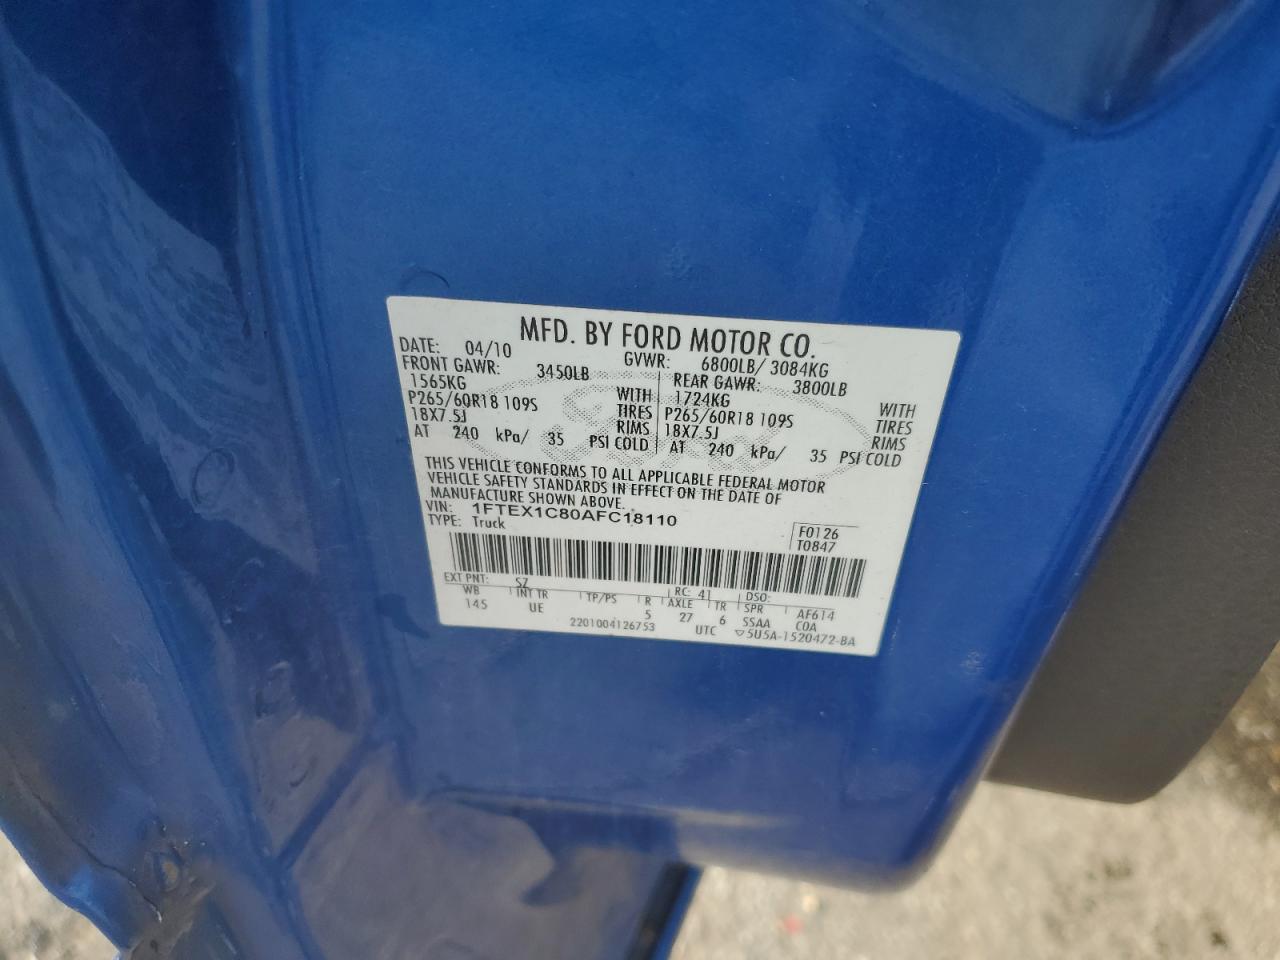 MFD. BY FORD MOTOR CO.
DATE: 04/10 GVWR: 6800LB/ 3084KG
FRONT GAWR: 3450LB REAR GAWR: 3800LB
1565KG WITH 1724KG WITH
P265/60R18 109S TIRES P265/60R18 109S TIRES
18X7.5J RIMS 18X7.5J RIMS
AT 240 kPa/ 35 PSI COLD AT 240 kPa/ 35 PSI COLD
THIS VEHICLE CONFORMS TO ALL APPLICABLE FEDERAL MOTOR
VEHICLE SAFETY STANDARDS IN EFFECT ON THE DATE OF
MANUFACTURE SHOWN ABOVE.
VIN: 1FTEX1C80AFC18110
TYPE: Truck
F0126
T0847
EXT PNT: SZ RC: 41 DSO:
WB INT TR TP/PS R AXLE TR SPR AF614
145 UE 5 27 6 SSAA COA
2201004126753 UTC ▽5U5A-1520472-BA